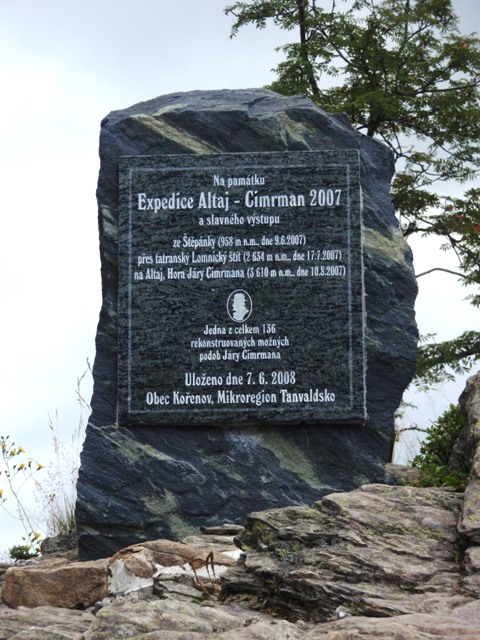 Na památku
Expedice Altaj - Cimrman 2007
a slavného výstupu
ze Štěpánky (958 m n.m., dne 9.6.2007)
přes tatranský Lomnický štít (2 634 m n.m., dne 17.7.2007)
na Altaj, Hora Járy Cimrmana (3 610 m n.m., dne 10.8.2007)
Jedna z celkem 136
rekonstruovaných možných
podob Járy Cimrmana
Uloženo dne 7. 6. 2008
Obec Kořenov, Mikroregion Tanvaldsko